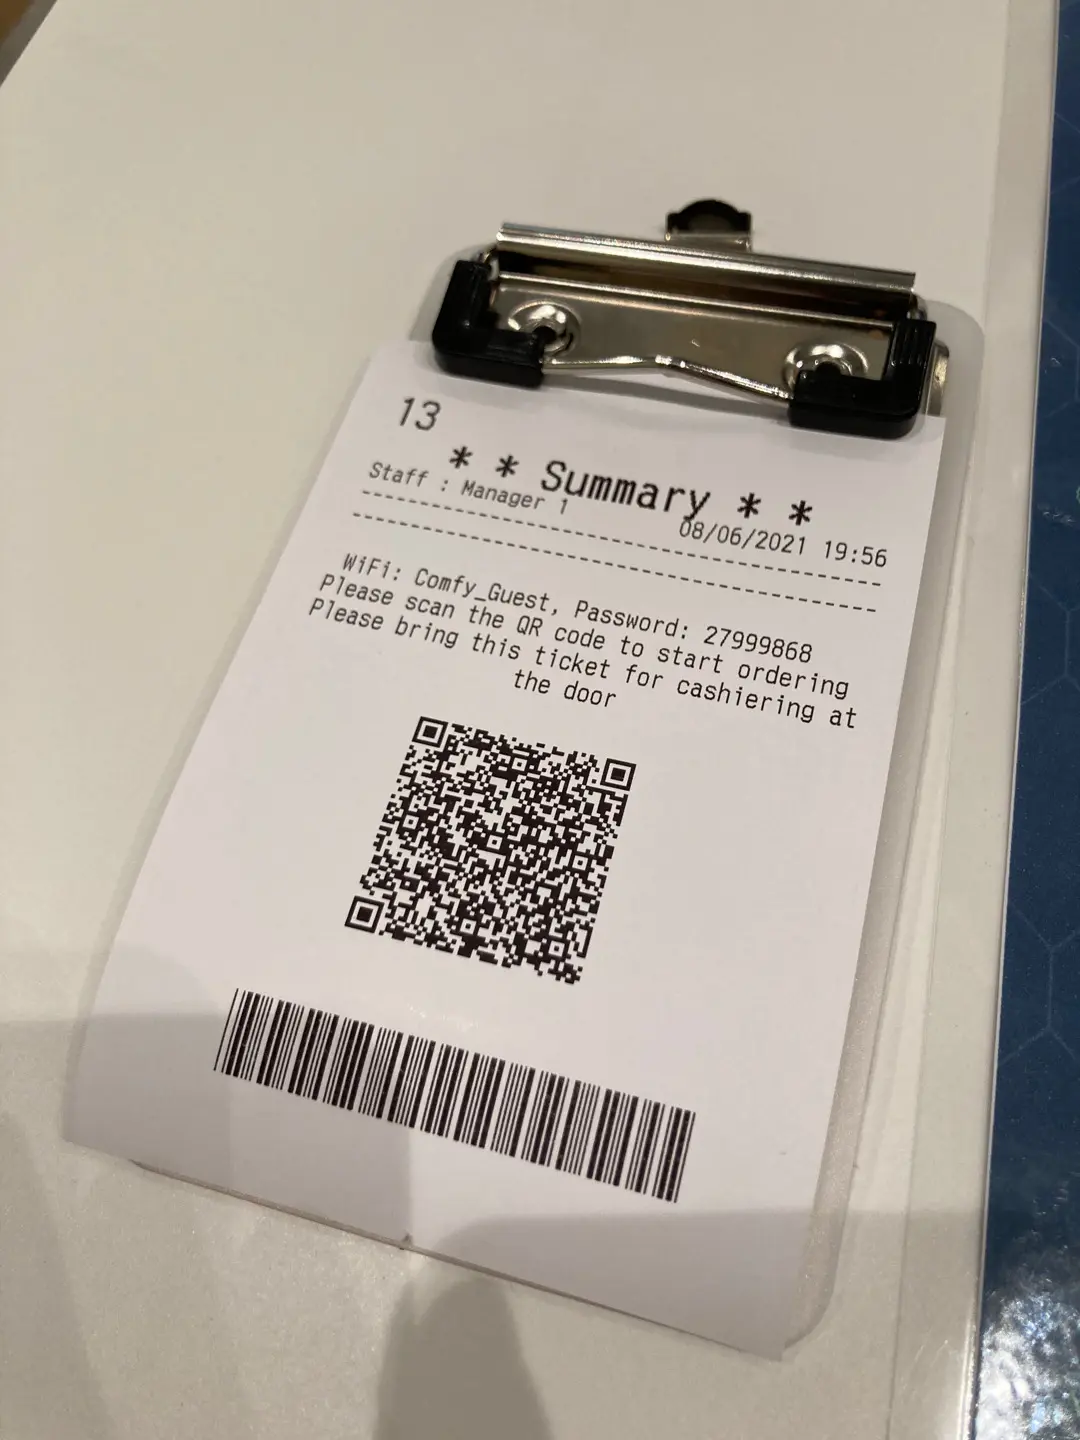 13
* * Summary * *
Staff : Manager 1
08/06/2021 19:56
WiFi: Comfy_Guest, Password: 27999868
Please scan the QR code to start ordering
Please bring this ticket for cashiering at
the door